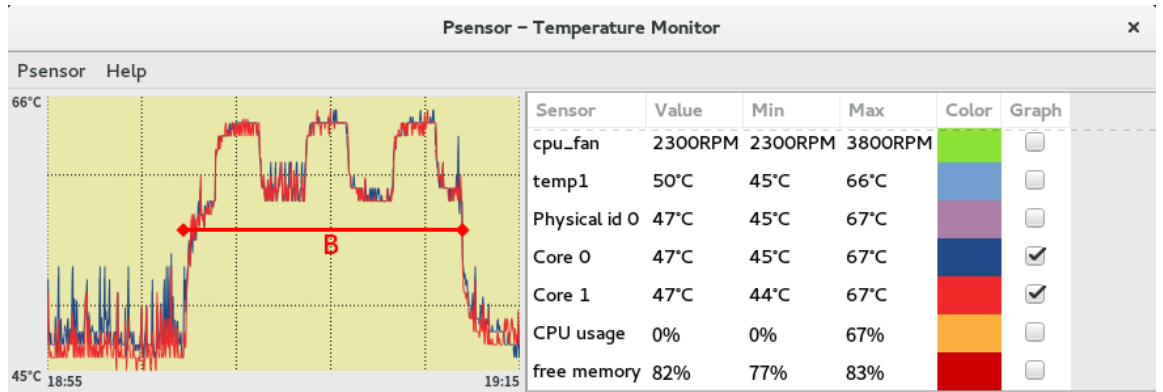 Psensor – Temperature Monitor ×
Psensor Help
66°C
B
45°C 18:55 19:15
Sensor Value Min Max Color Graph
cpu_fan 2300RPM 2300RPM 3800RPM
temp1 50°C 45°C 66°C
Physical id 0 47°C 45°C 67°C
Core 0 47°C 45°C 67°C
Core 1 47°C 44°C 67°C
CPU usage 0% 0% 67%
free memory 82% 77% 83%